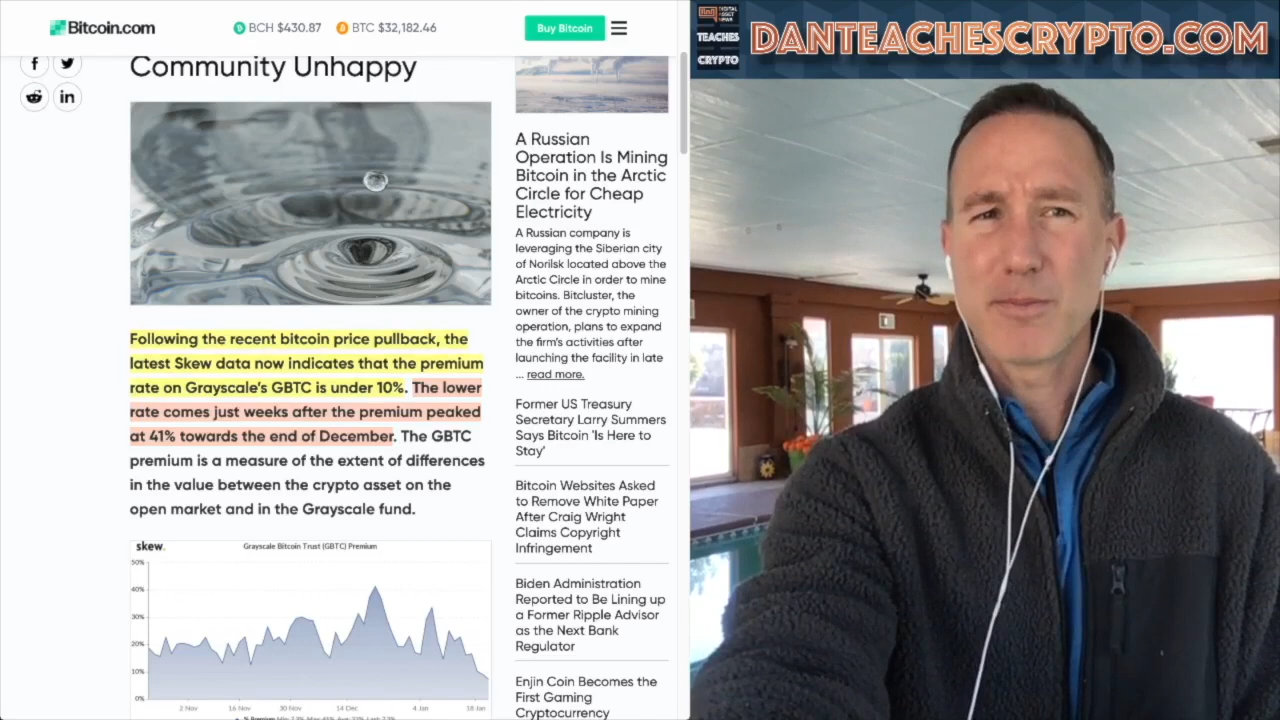 Bitcoin.com
BCH $430.87
BTC $32,182.46
Buy Bitcoin
Community Unhappy
Following the recent bitcoin price pullback, the
latest Skew data now indicates that the premium
rate on Grayscale's GBTC is under 10%. The lower
rate comes just weeks after the premium peaked
at 41% towards the end of December. The GBTC
premium is a measure of the extent of differences
in the value between the crypto asset on the
open market and in the Grayscale fund.
skew.
Grayscale Bitcoin Trust (GBTC) Premium
50%
40%
30%
20%
10%
0%
2 Nov
16 Nov
30 Nov
14 Dec
4 Jan
18 Jan
A Russian
Operation Is Mining
Bitcoin in the Arctic
Circle for Cheap
Electricity
A Russian company is
leveraging the Siberian city
of Norilsk located above the
Arctic Circle in order to mine
bitcoins. Bitcluster, the
owner of the crypto mining
operation, plans to expand
the firm's activities after
launching the facility in late
... read more.
Former US Treasury
Secretary Larry Summers
Says Bitcoin 'Is Here to
Stay'
Bitcoin Websites Asked
to Remove White Paper
After Craig Wright
Claims Copyright
Infringement
Biden Administration
Reported to Be Lining up
a Former Ripple Advisor
as the Next Bank
Regulator
Enjin Coin Becomes the
First Gaming
Cryptocurrency
DIGITAL
ASSET
NEWS
TEACHES
CRYPTO
DANTEACHESCRYPTO.COM